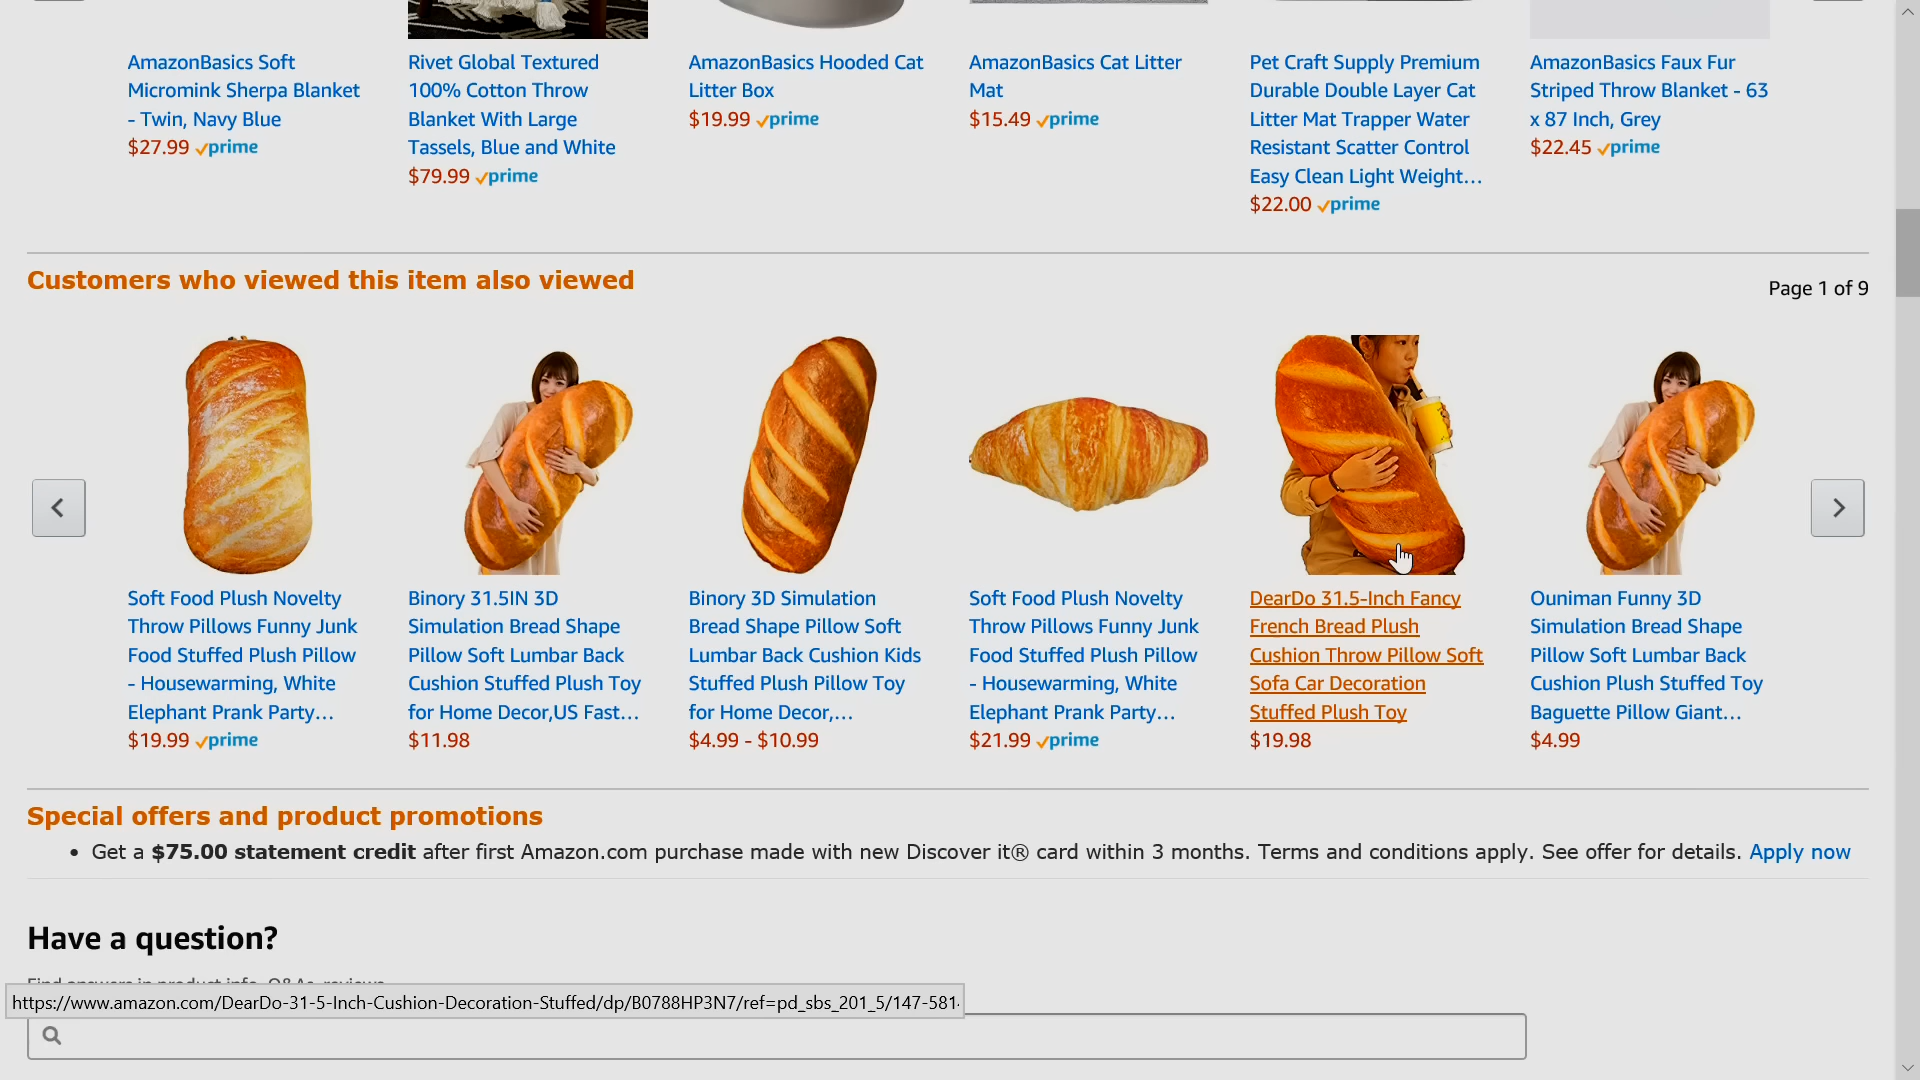 AmazonBasics Soft
Micromink Sherpa Blanket
- Twin, Navy Blue
$27.99 prime
Rivet Global Textured
100% Cotton Throw
Blanket With Large
Tassels, Blue and White
$79.99 prime
AmazonBasics Hooded Cat
Litter Box
$19.99 prime
AmazonBasics Cat Litter
Mat
$15.49 prime
Pet Craft Supply Premium
Durable Double Layer Cat
Litter Mat Trapper Water
Resistant Scatter Control
Easy Clean Light Weight...
$22.00 prime
AmazonBasics Faux Fur
Striped Throw Blanket - 63
x 87 Inch, Grey
$22.45 prime
Customers who viewed this item also viewed
Page 1 of 9
Soft Food Plush Novelty
Throw Pillows Funny Junk
Food Stuffed Plush Pillow
- Housewarming, White
Elephant Prank Party...
$19.99 prime
Binory 31.5IN 3D
Simulation Bread Shape
Pillow Soft Lumbar Back
Cushion Stuffed Plush Toy
for Home Decor,US Fast...
$11.98
Binory 3D Simulation
Bread Shape Pillow Soft
Lumbar Back Cushion Kids
Stuffed Plush Pillow Toy
for Home Decor,...
$4.99 - $10.99
Soft Food Plush Novelty
Throw Pillows Funny Junk
Food Stuffed Plush Pillow
- Housewarming, White
Elephant Prank Party...
$21.99 prime
DearDo 31.5-Inch Fancy
French Bread Plush
Cushion Throw Pillow Soft
Sofa Car Decoration
Stuffed Plush Toy
$19.98
Ouniman Funny 3D
Simulation Bread Shape
Pillow Soft Lumbar Back
Cushion Plush Stuffed Toy
Baguette Pillow Giant...
$4.99
Special offers and product promotions
• Get a $75.00 statement credit after first Amazon.com purchase made with new Discover it® card within 3 months. Terms and conditions apply. See offer for details. Apply now
Have a question?
Find answers in product info, Q&As, reviews
https://www.amazon.com/DearDo-31-5-Inch-Cushion-Decoration-Stuffed/dp/B0788HP3N7/ref=pd_sbs_201_5/147-581